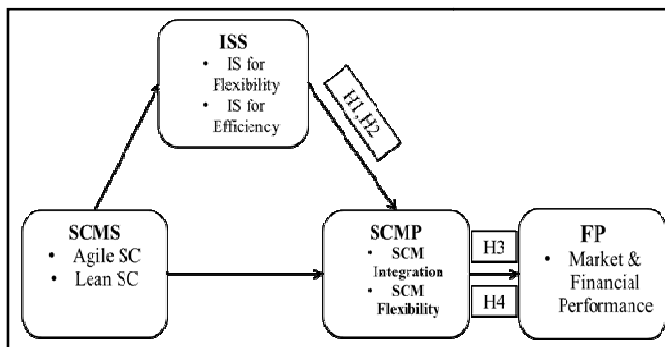 ISS
• IS for
Flexibility
• IS for
Efficiency
H1,H2
SCMS
• Agile SC
• Lean SC
SCMP
• SCM
Integration
• SCM
Flexibility
H3
H4
FP
• Market &
Financial
Performance